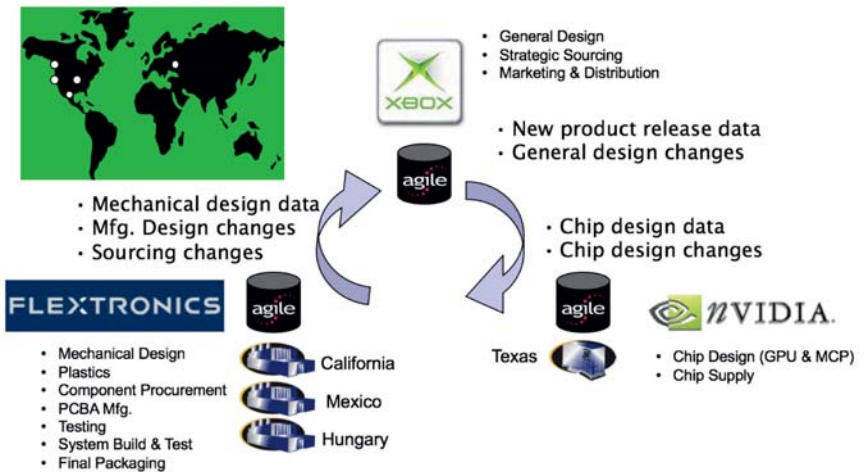 • General Design
• Strategic Sourcing
• Marketing & Distribution
XBOX
• New product release data
• General design changes
agile
• Mechanical design data
• Mfg. Design changes
• Sourcing changes
• Chip design data
• Chip design changes
FLEXTRONICS
agile
agile
nVIDIA.
• Mechanical Design
• Plastics
• Component Procurement
• PCBA Mfg.
• Testing
• System Build & Test
• Final Packaging
California
Mexico
Hungary
Texas
• Chip Design (GPU & MCP)
• Chip Supply